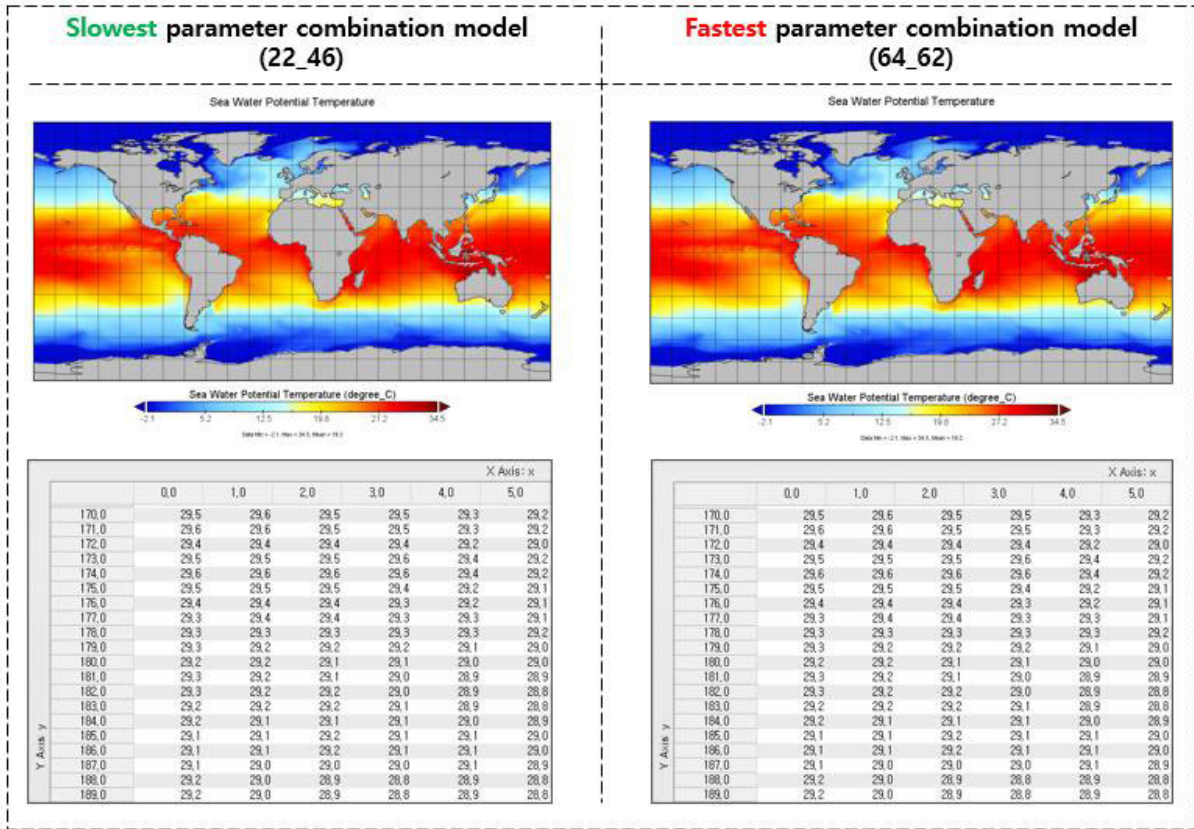 Slowest parameter combination model
(22_46)
Sea Water Potential Temperature
Sea Water Potential Temperature (degree_C)
-2.1 5.2 12.5 19.8 27.2 34.5
Data Min = -2.1, Max = 34.5, Mean = 18.2
X Axis: x
0,0 1,0 2,0 3,0 4,0 5,0
170,0 29,5 29,6 29,5 29,5 29,3 29,2
171,0 29,6 29,6 29,5 29,5 29,3 29,2
172,0 29,4 29,4 29,4 29,4 29,2 29,0
173,0 29,5 29,5 29,5 29,6 29,4 29,2
174,0 29,6 29,6 29,6 29,6 29,4 29,2
175,0 29,5 29,5 29,5 29,4 29,2 29,1
176,0 29,4 29,4 29,4 29,3 29,2 29,1
177,0 29,3 29,4 29,4 29,3 29,3 29,1
178,0 29,3 29,3 29,3 29,3 29,3 29,2
179,0 29,3 29,2 29,2 29,2 29,1 29,0
180,0 29,2 29,2 29,1 29,1 29,0 29,0
181,0 29,3 29,2 29,1 29,0 28,9 28,9
182,0 29,3 29,2 29,2 29,0 28,9 28,8
183,0 29,2 29,2 29,2 29,1 28,9 28,8
184,0 29,2 29,1 29,1 29,1 29,0 28,9
185,0 29,1 29,1 29,2 29,1 29,1 29,0
186,0 29,1 29,1 29,2 29,1 29,1 29,0
187,0 29,1 29,0 29,0 29,0 29,1 28,9
188,0 29,2 29,0 28,9 28,8 28,9 28,8
189,0 29,2 29,0 28,9 28,8 28,9 28,8
Y Axis: y
Fastest parameter combination model
(64_62)
Sea Water Potential Temperature
Sea Water Potential Temperature (degree_C)
-2.1 5.2 12.5 19.8 27.2 34.5
Data Min = -2.1, Max = 34.5, Mean = 18.2
X Axis: x
0,0 1,0 2,0 3,0 4,0 5,0
170,0 29,5 29,6 29,5 29,5 29,3 29,2
171,0 29,6 29,6 29,5 29,5 29,3 29,2
172,0 29,4 29,4 29,4 29,4 29,2 29,0
173,0 29,5 29,5 29,5 29,6 29,4 29,2
174,0 29,6 29,6 29,6 29,6 29,4 29,2
175,0 29,5 29,5 29,5 29,4 29,2 29,1
176,0 29,4 29,4 29,4 29,3 29,2 29,1
177,0 29,3 29,4 29,4 29,3 29,3 29,1
178,0 29,3 29,3 29,3 29,3 29,3 29,2
179,0 29,3 29,2 29,2 29,2 29,1 29,0
180,0 29,2 29,2 29,1 29,1 29,0 29,0
181,0 29,3 29,2 29,1 29,0 28,9 28,9
182,0 29,3 29,2 29,2 29,0 28,9 28,8
183,0 29,2 29,2 29,2 29,1 28,9 28,8
184,0 29,2 29,1 29,1 29,1 29,0 28,9
185,0 29,1 29,1 29,2 29,1 29,1 29,0
186,0 29,1 29,1 29,2 29,1 29,1 29,0
187,0 29,1 29,0 29,0 29,0 29,1 28,9
188,0 29,2 29,0 28,9 28,8 28,9 28,8
189,0 29,2 29,0 28,9 28,8 28,9 28,8
Y Axis: y